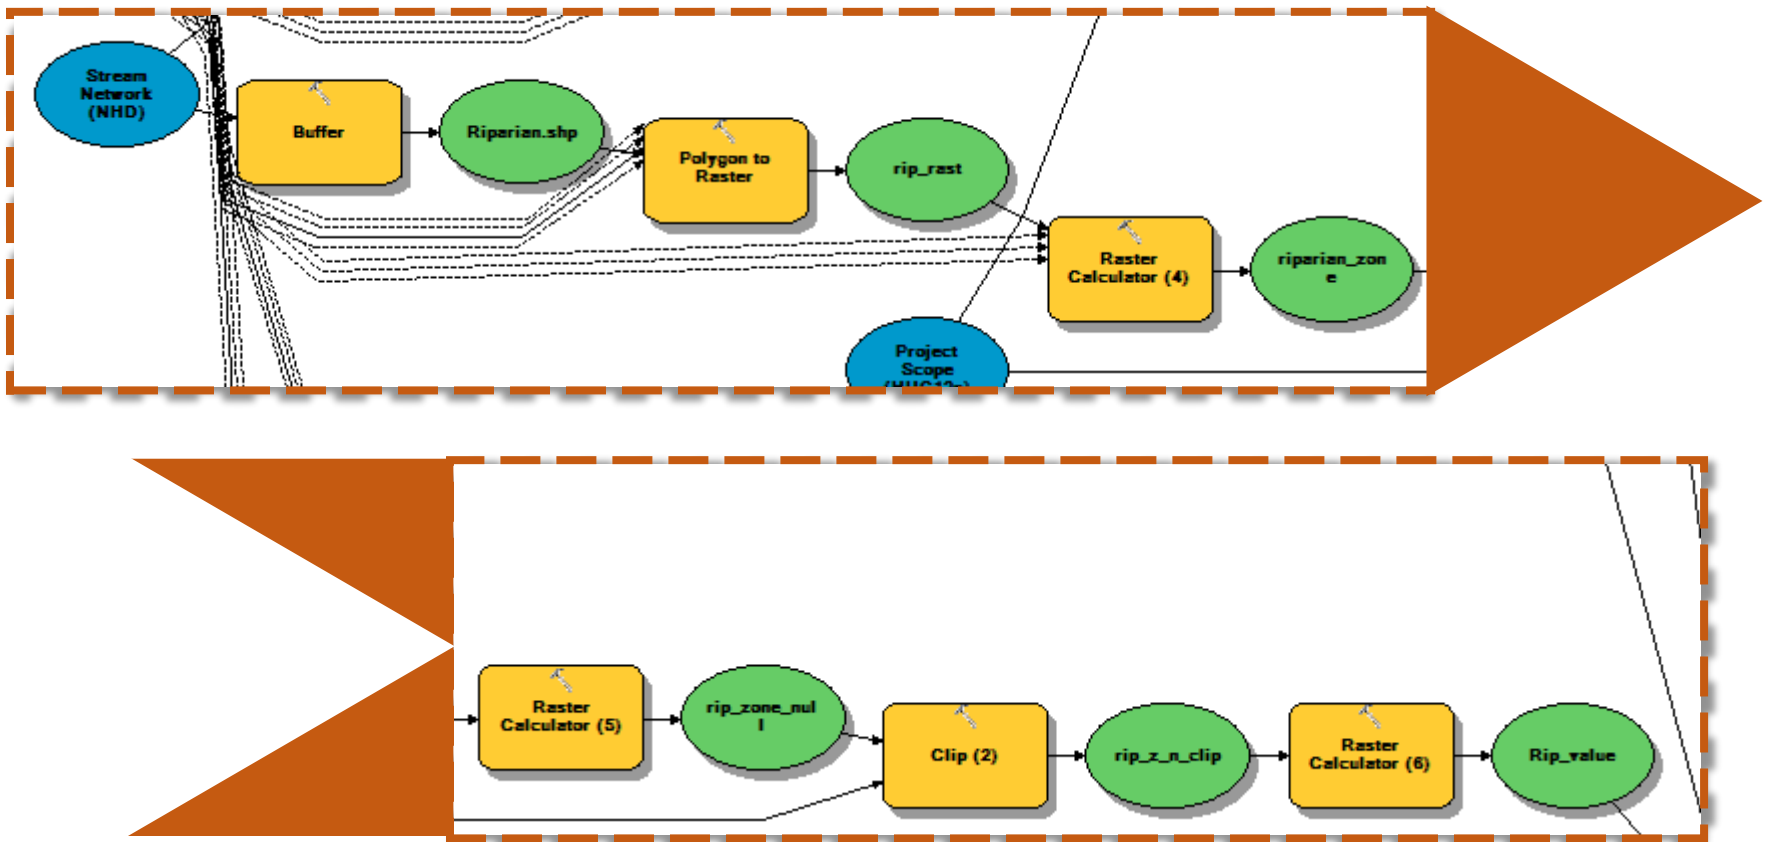 Stream
Network
(NHD)
Buffer
Riparian.shp
Polygon to
Raster
rip_rast
Raster
Calculator (4)
riparian_zon
e
Project
Scope
Raster
Calculator (5)
rip_zone_nul
l
Clip (2)
rip_z_n_clip
Raster
Calculator (6)
Rip_value